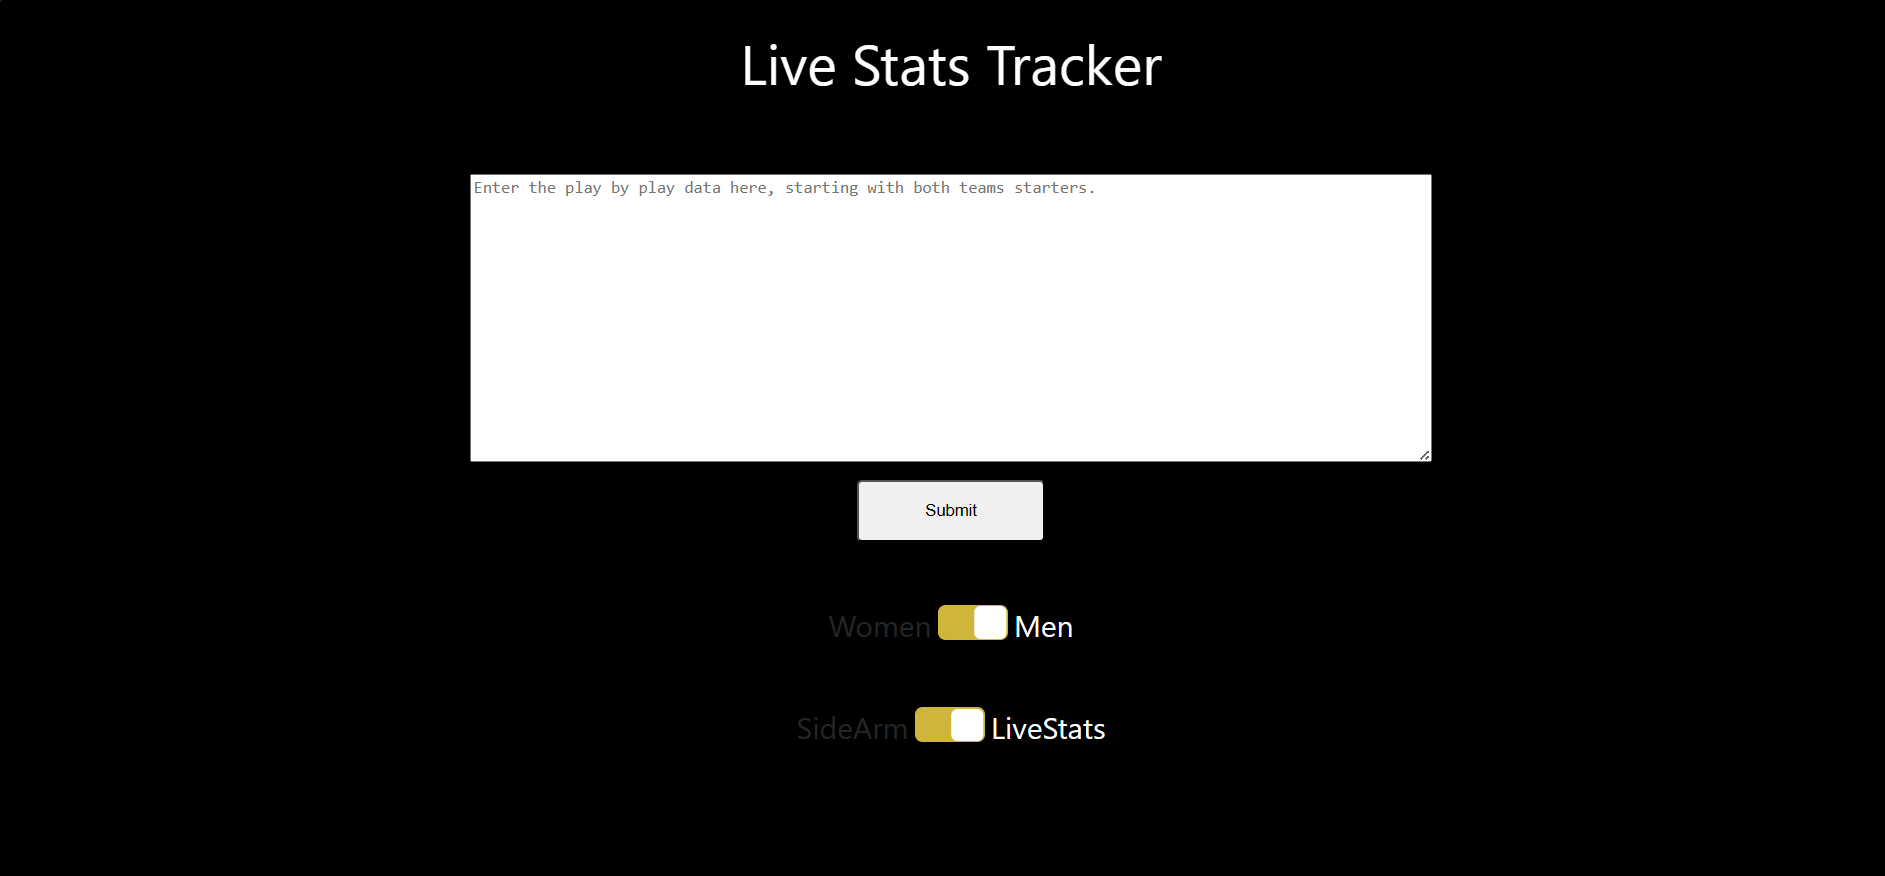 Live Stats Tracker
Enter the play by play data here, starting with both teams starters.
Submit
Women Men
SideArm LiveStats